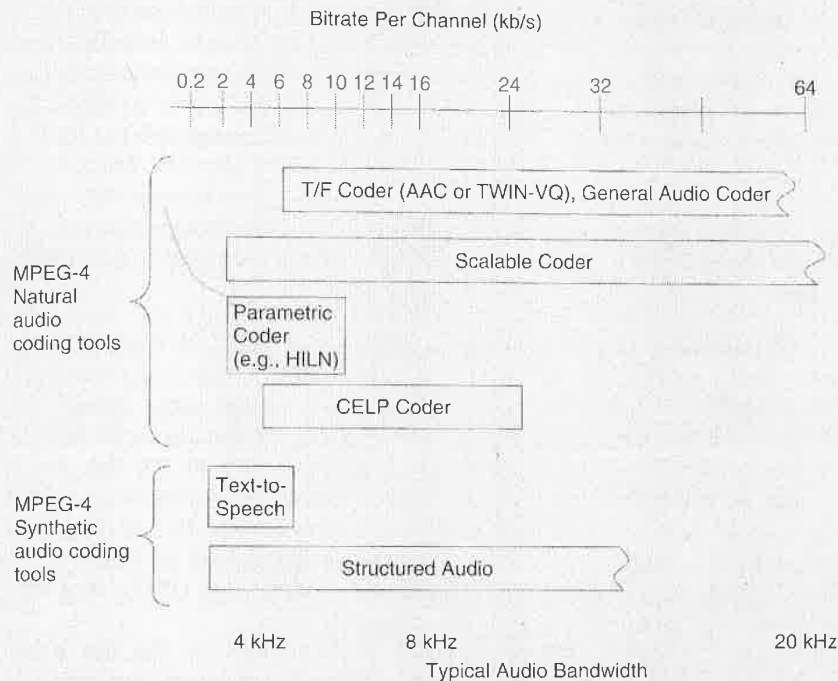 Bitrate Per Channel (kb/s)
0.2 2 4 6 8 10 12 14 16 24 32 64
T/F Coder (AAC or TWIN-VQ), General Audio Coder
Scalable Coder
MPEG-4
Natural
audio
coding tools
Parametric
Coder
(e.g., HILN)
CELP Coder
Text-to-
Speech
MPEG-4
Synthetic
audio coding
tools
Structured Audio
4 kHz 8 kHz 20 kHz
Typical Audio Bandwidth